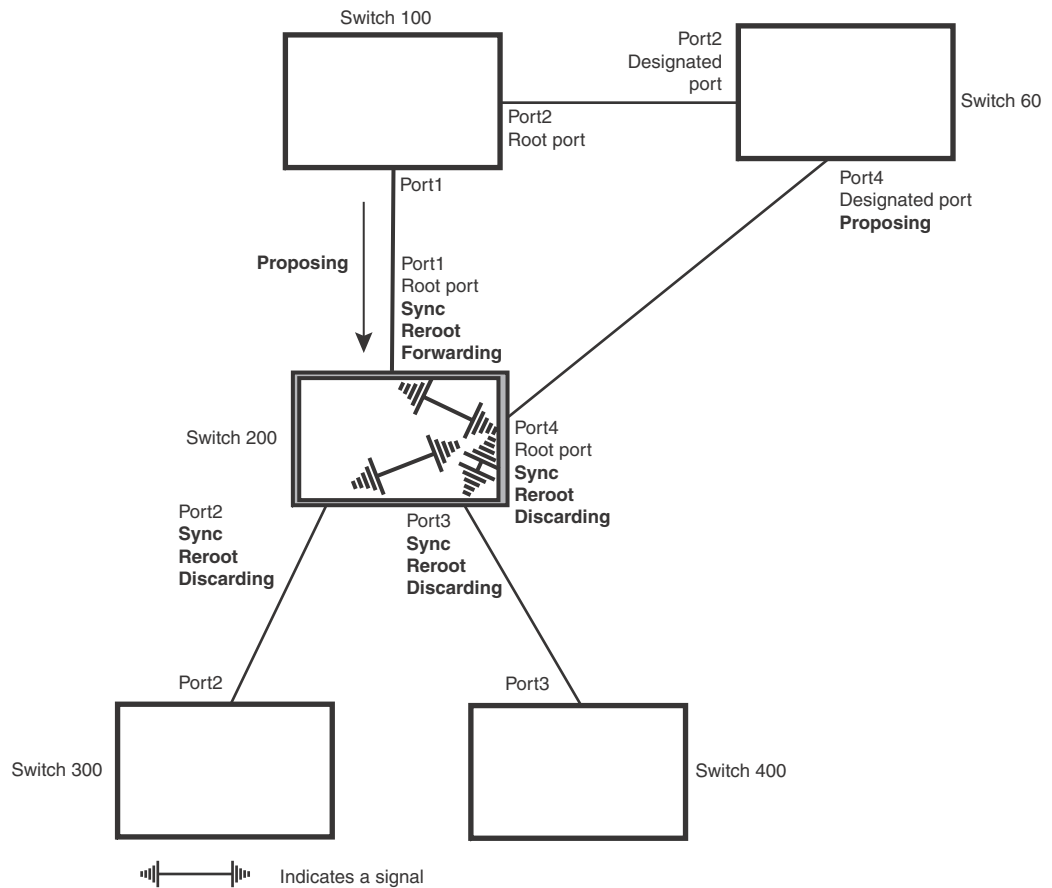 Switch 100
Port2
Designated
port
Switch 60
Port2
Root port
Port1
Port4
Designated port
Proposing
Proposing
Port1
Root port
Sync
Reroot
Forwarding
Switch 200
Port4
Root port
Sync
Reroot
Discarding
Port2
Sync
Reroot
Discarding
Port3
Sync
Reroot
Discarding
Port2
Port3
Switch 300
Switch 400
Indicates a signal